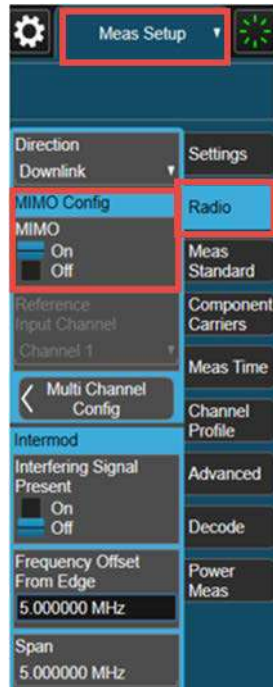 Meas Setup
Direction
Downlink
MIMO Config
MIMO
On
Off
Reference
Input Channel
Channel 1
Multi Channel
Config
Intermod
Interfering Signal
Present
On
Off
Frequency Offset
From Edge
5.000000 MHz
Span
5.000000 MHz
Settings
Radio
Meas
Standard
Component
Carriers
Meas Time
Channel
Profile
Advanced
Decode
Power
Meas